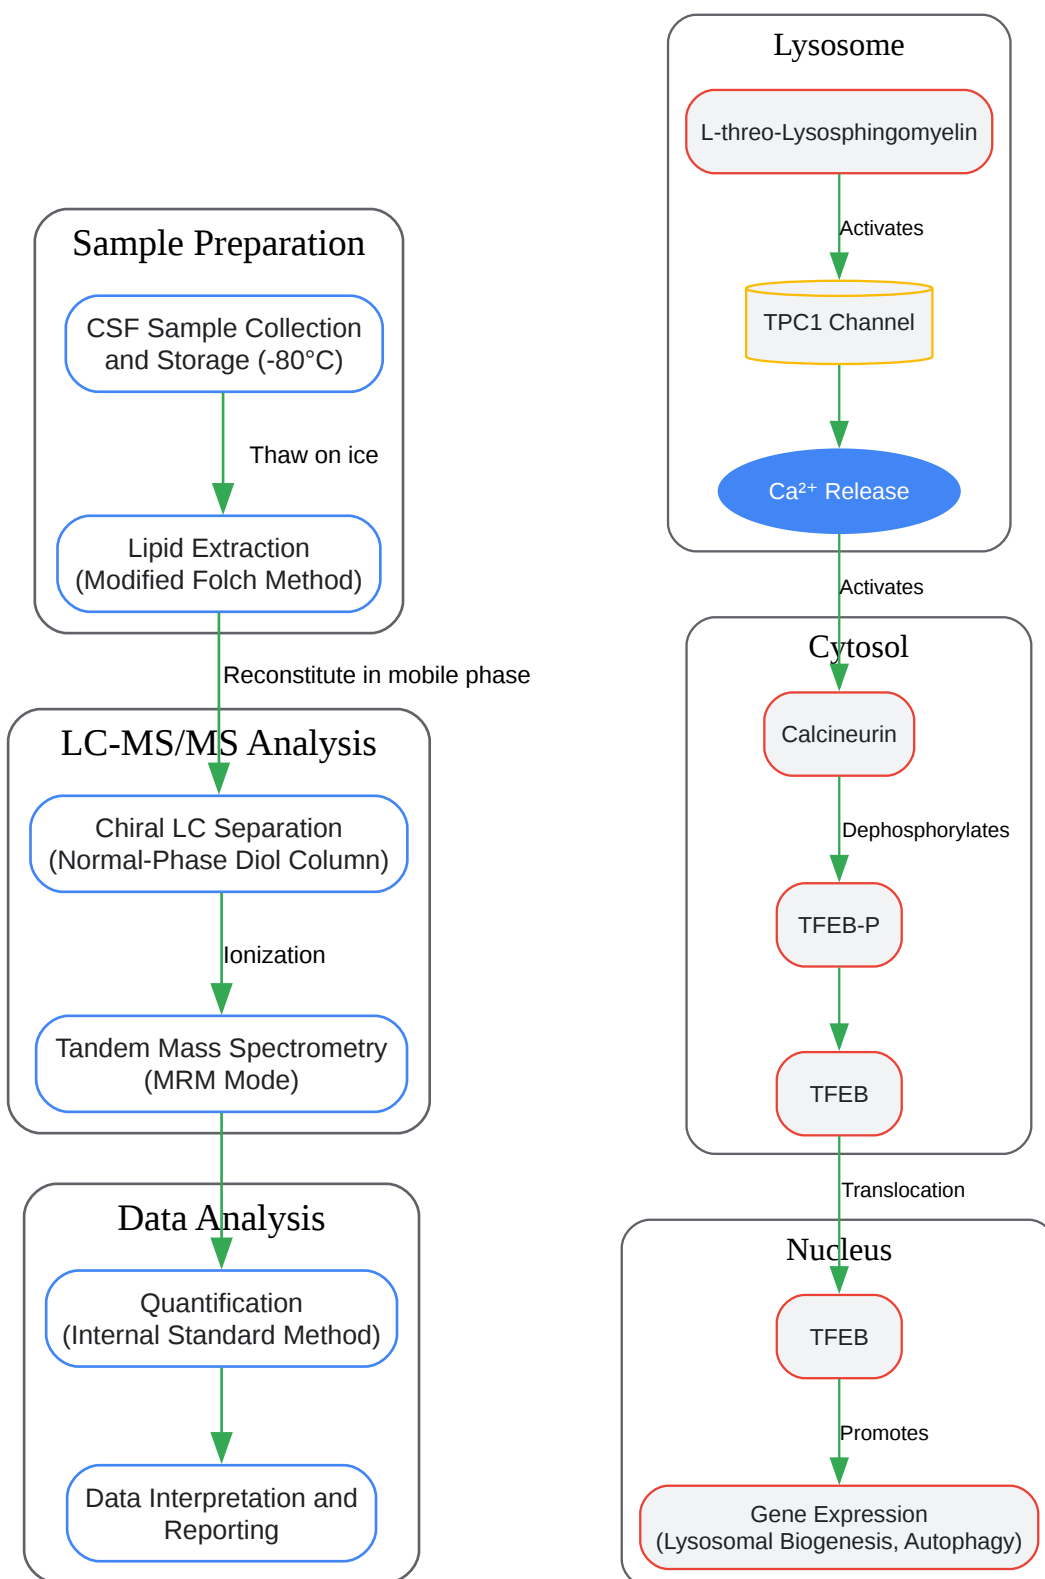 Sample Preparation
CSF Sample Collection
and Storage (-80°C)
Thaw on ice
Lipid Extraction
(Modified Folch Method)
Reconstitute in mobile phase
LC-MS/MS Analysis
Chiral LC Separation
(Normal-Phase Diol Column)
Ionization
Tandem Mass Spectrometry
(MRM Mode)
Data Analysis
Quantification
(Internal Standard Method)
Data Interpretation and
Reporting
Lysosome
L-threo-Lysosphingomyelin
Activates
TPC1 Channel
Ca²⁺ Release
Activates
Cytosol
Calcineurin
Dephosphorylates
TFEB-P
TFEB
Translocation
Nucleus
TFEB
Promotes
Gene Expression
(Lysosomal Biogenesis, Autophagy)